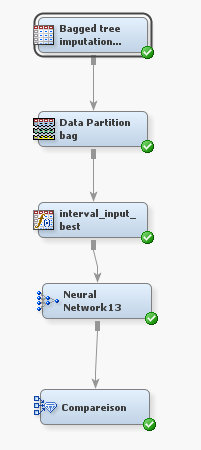 Bagged tree
imputation...
Data Partition
bag
interval_input_
best
Neural
Network13
Compareison